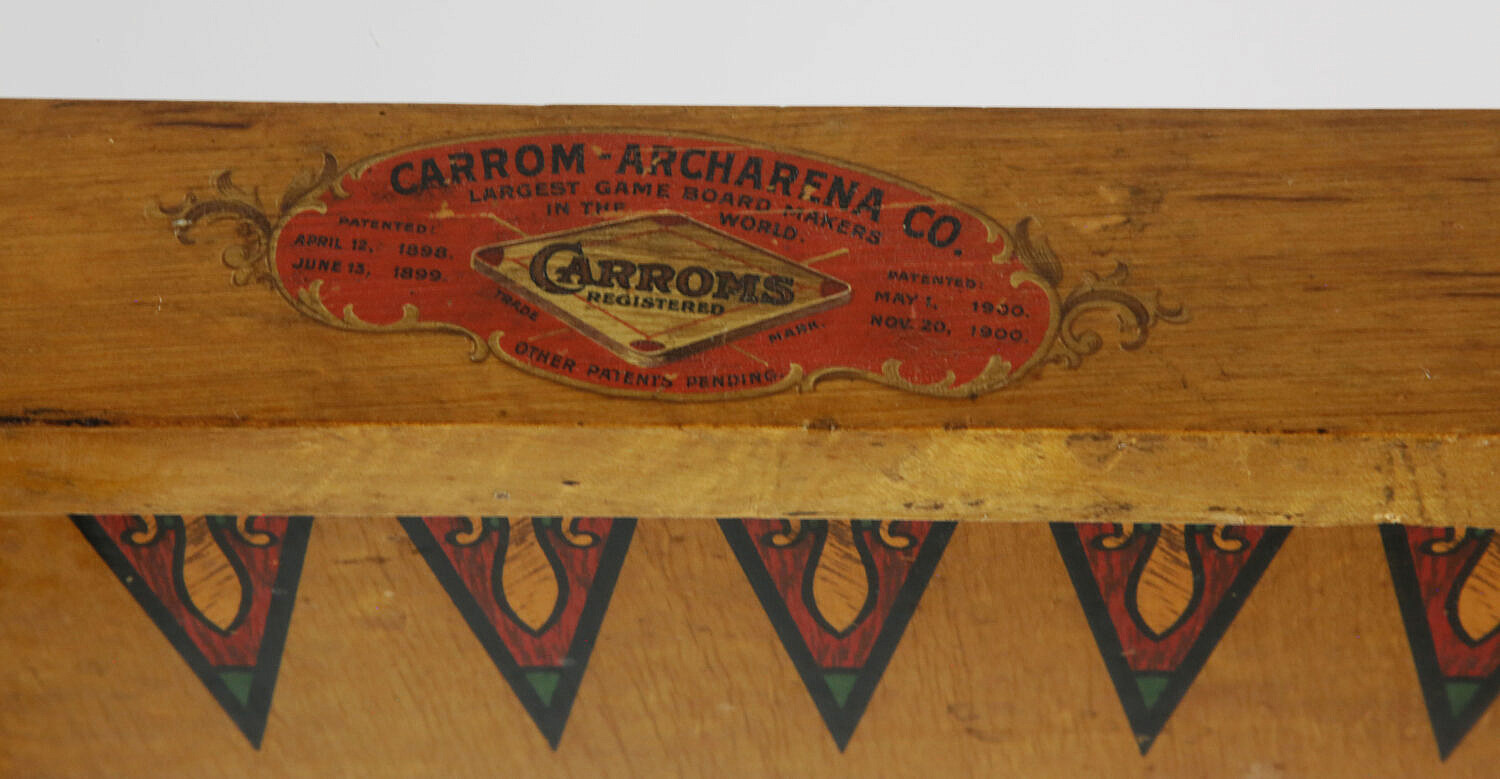 CARROM-ARCHARENA CO.
LARGEST GAME BOARD MAKERS
IN THE WORLD.
PATENTED:
APRIL 12, 1898.
JUNE 13, 1899.
CARROMS
REGISTERED
TRADE MARK.
PATENTED:
MAY 1, 1900.
NOV. 20, 1900.
OTHER PATENTS PENDING.